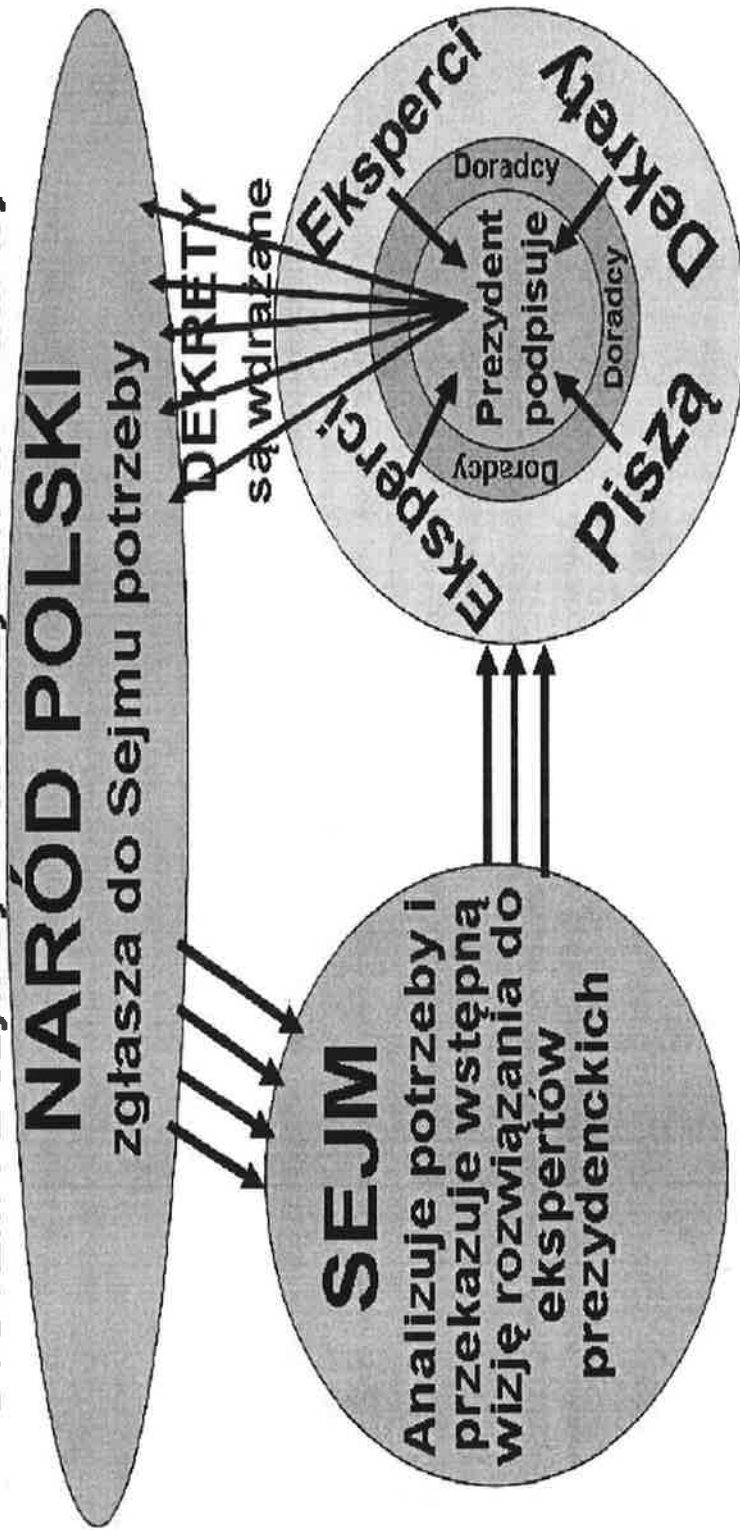 NARÓD POLSKI
zgłasza do Sejmu potrzeby
DEKRETY
są wdrażane
SEJM
Analizuje potrzeby i
przekazuje wstępną
wizję rozwiązania do
ekspertów
prezydenckich
Eksperci
Eksperci
Piszą
Dekrety
Doradcy
Doradcy
Doradcy
Prezydent
podpisuje